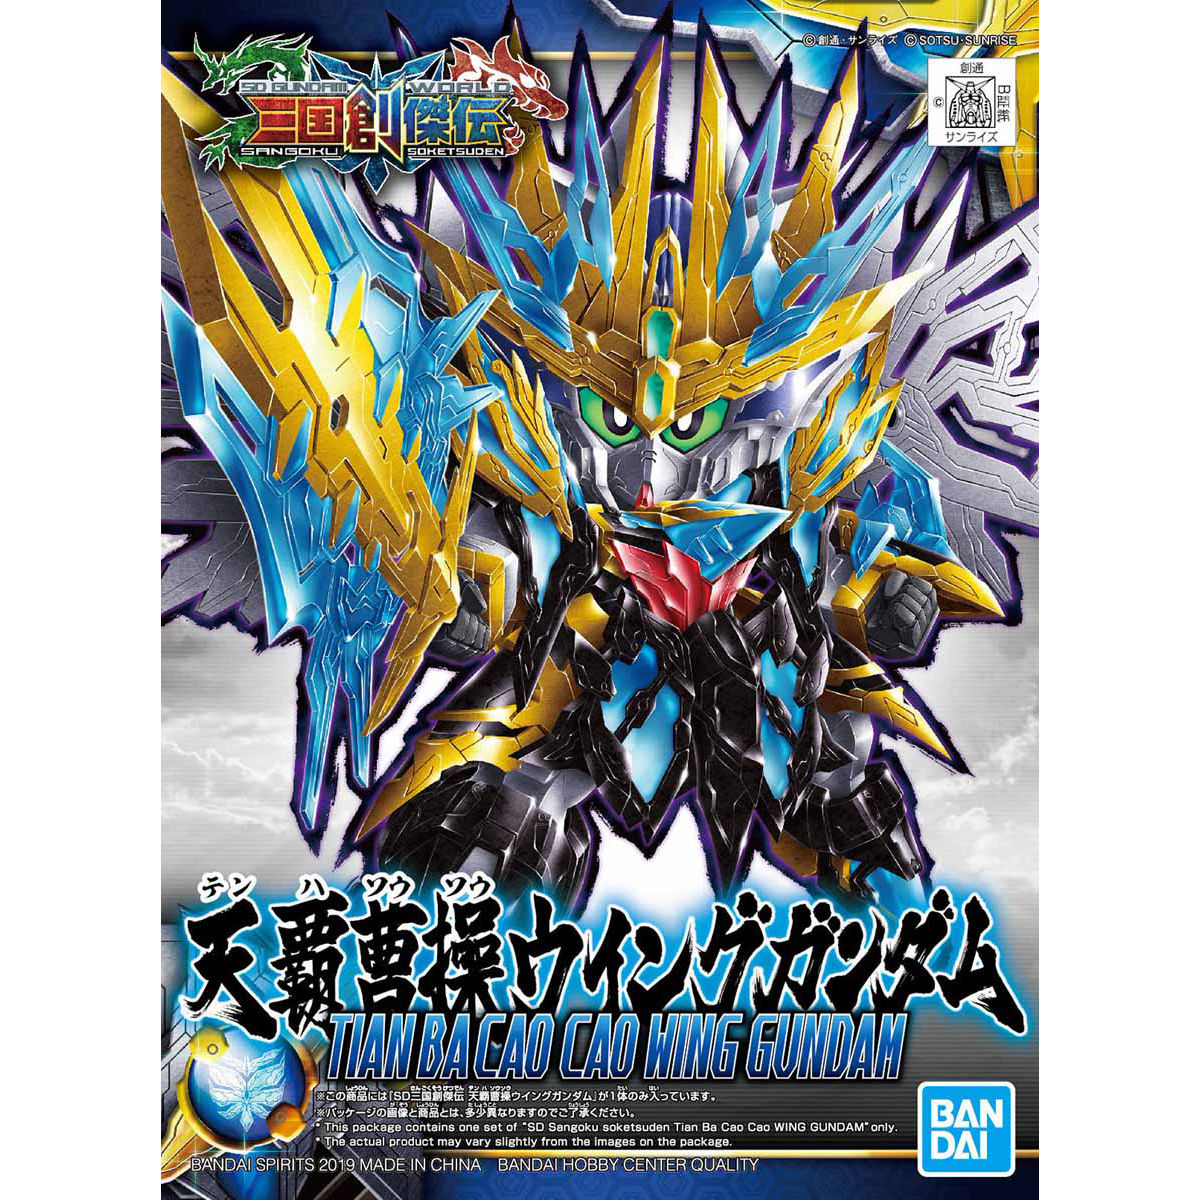 ©創通・サンライズ ©SOTSU・SUNRISE
SD GUNDAM WORLD
三国創傑伝
SANGOKU SOKETSUDEN
創通
©
B証紙
サンライズ
テン ハ ソウ ソウ
天覇曹操ウイングガンダム
TIAN BA CAO CAO WING GUNDAM
※この商品には「SD三国創傑伝 天覇曹操ウイングガンダム」が1体のみ入っています。
※パッケージの画像と商品とは、多少異なりますのでご了承ください。
* This package contains one set of "SD Sangoku soketsuden Tian Ba Cao Cao WING GUNDAM" only.
* The actual product may vary slightly from the images on the package.
BANDAI SPIRITS 2019 MADE IN CHINA BANDAI HOBBY CENTER QUALITY
BAN
DAI